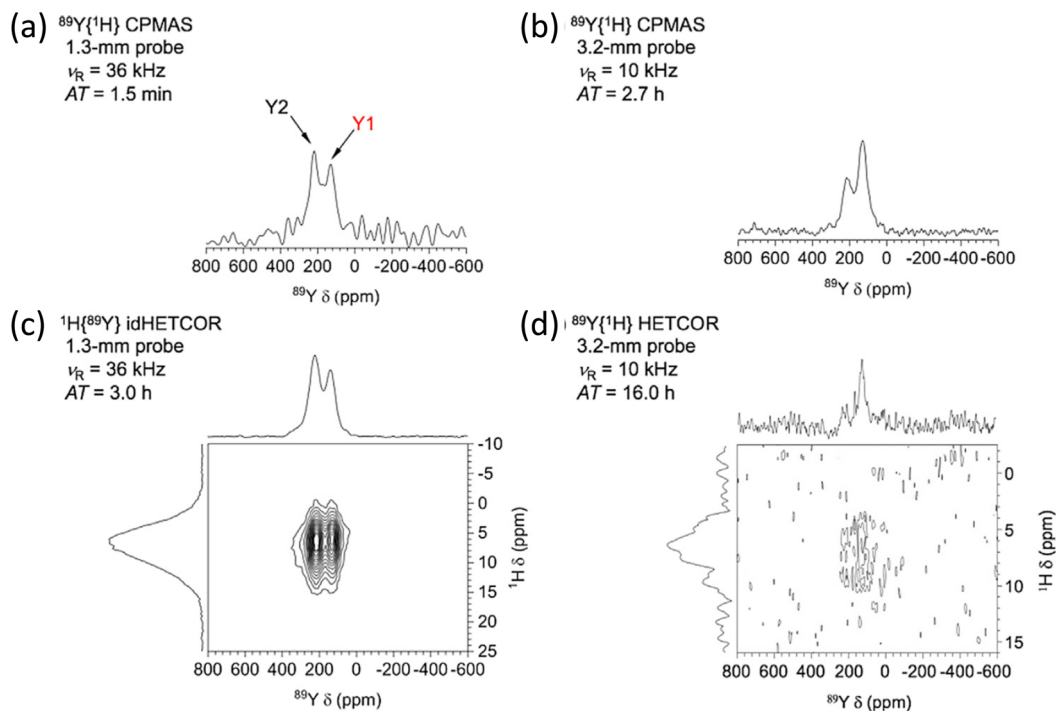 (a) ⁸⁹Y{¹H} CPMAS
1.3-mm probe
νR = 36 kHz
AT = 1.5 min
Y2
Y1
800 600 400 200 0 -200 -400 -600
⁸⁹Y δ (ppm)
(b) ⁸⁹Y{¹H} CPMAS
3.2-mm probe
νR = 10 kHz
AT = 2.7 h
800 600 400 200 0 -200 -400 -600
⁸⁹Y δ (ppm)
(c) ¹H{⁸⁹Y} idHETCOR
1.3-mm probe
νR = 36 kHz
AT = 3.0 h
-10
-5
0
5
10
15
20
25
¹H δ (ppm)
800 600 400 200 0 -200 -400 -600
⁸⁹Y δ (ppm)
(d) ⁸⁹Y{¹H} HETCOR
3.2-mm probe
νR = 10 kHz
AT = 16.0 h
0
5
10
15
¹H δ (ppm)
800 600 400 200 0 -200 -400 -600
⁸⁹Y δ (ppm)